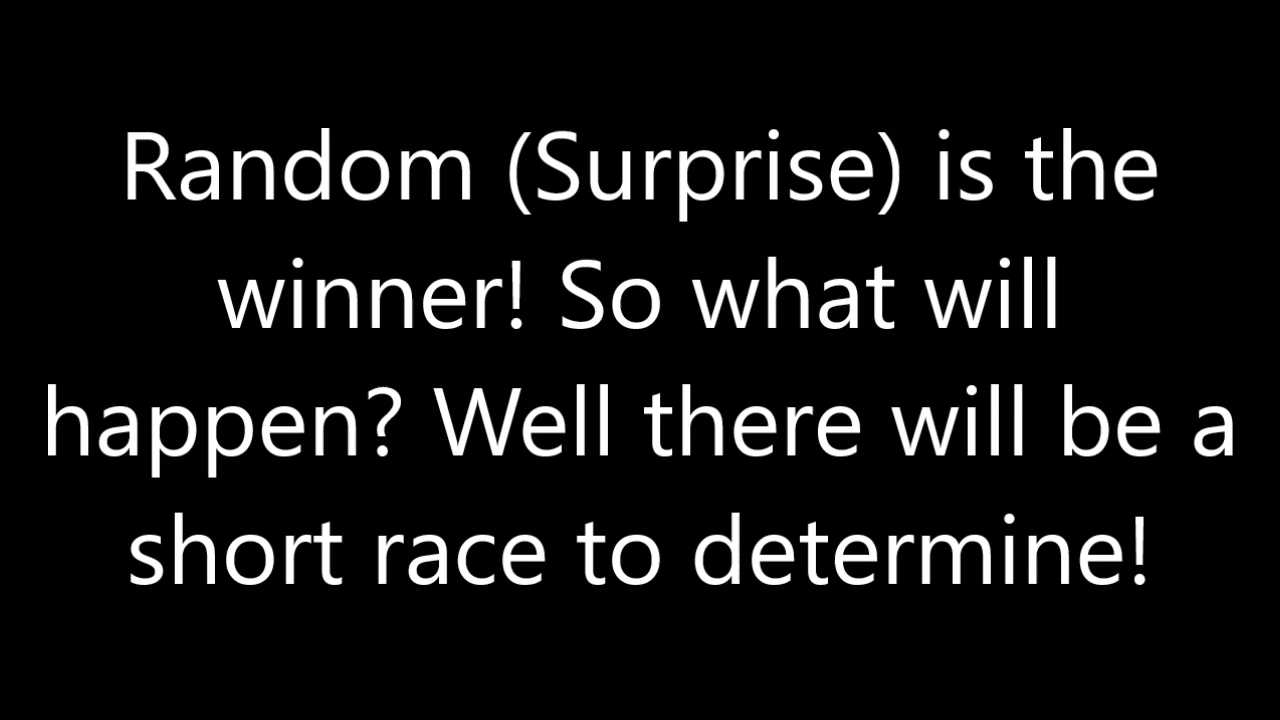 Random (Surprise) is the
winner! So what will
happen? Well there will be a
short race to determine!